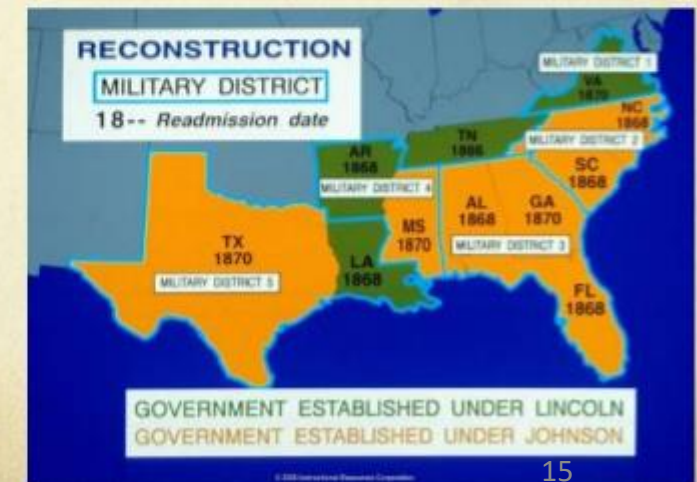 RECONSTRUCTION
MILITARY DISTRICT
18-- Readmission date
MILITARY DISTRICT 1
VA
1870
NC
1868
MILITARY DISTRICT 2
TN
1866
AR
1868
MILITARY DISTRICT 4
SC
1868
AL
1868
GA
1870
MS
1870
MILITARY DISTRICT 3
TX
1870
MILITARY DISTRICT 5
LA
1868
FL
1868
GOVERNMENT ESTABLISHED UNDER LINCOLN
GOVERNMENT ESTABLISHED UNDER JOHNSON
15